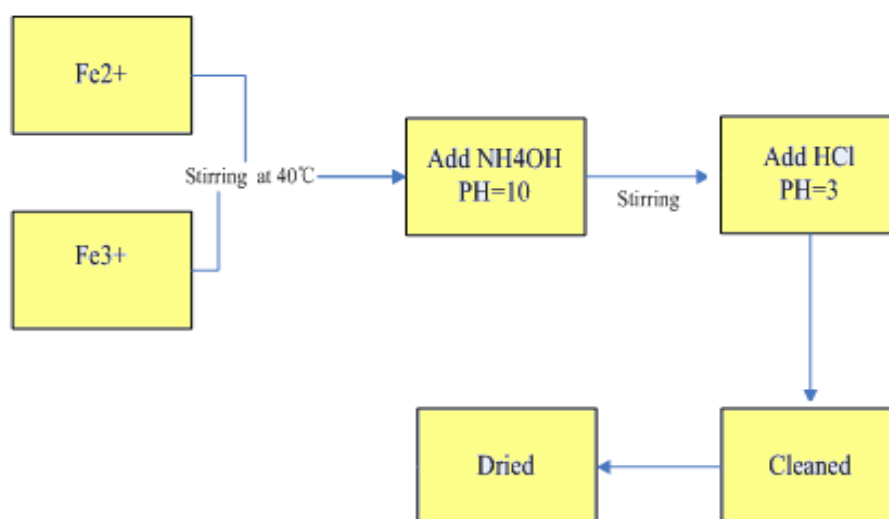 Fe2+
Stirring at 40℃
Fe3+
Add NH4OH
PH=10
Stirring
Add HCl
PH=3
Cleaned
Dried